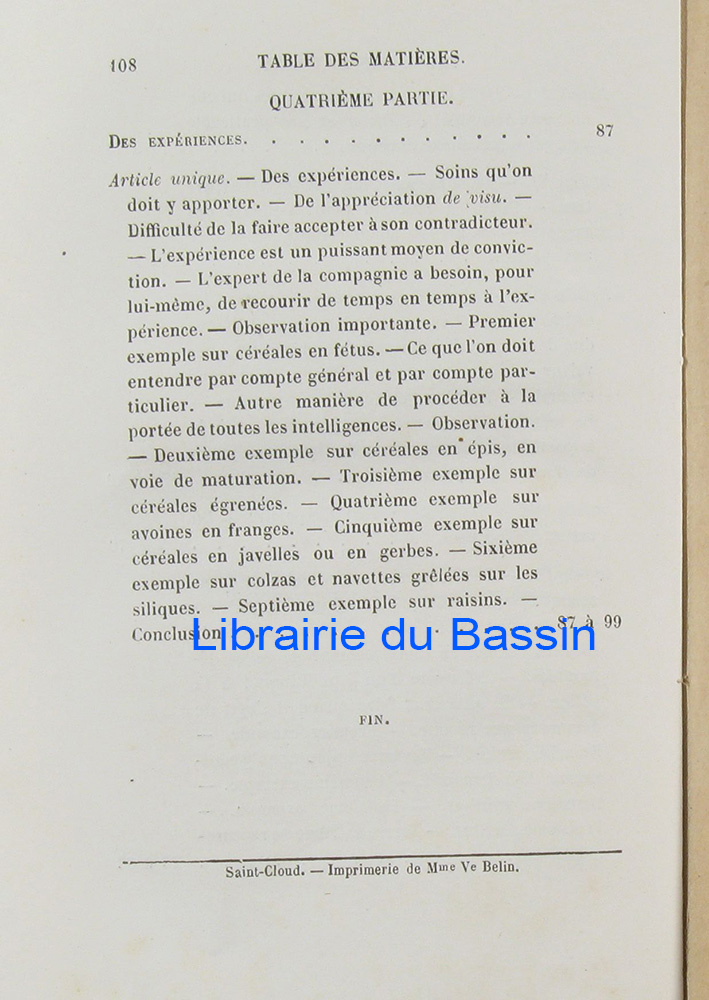 108 TABLE DES MATIÈRES.
QUATRIÈME PARTIE.
DES EXPÉRIENCES. . . . . . . . . . . . 87
Article unique. — Des expériences. — Soins qu'on
doit y apporter. — De l'appréciation de visu. —
Difficulté de la faire accepter à son contradicteur.
— L'expérience est un puissant moyen de convic-
tion. — L'expert de la compagnie a besoin, pour
lui-même, de recourir de temps en temps à l'ex-
périence. — Observation importante. — Premier
exemple sur céréales en fétus. — Ce que l'on doit
entendre par compte général et par compte par-
ticulier. — Autre manière de procéder à la
portée de toutes les intelligences. — Observation.
— Deuxième exemple sur céréales en épis, en
voie de maturation. — Troisième exemple sur
céréales égrenées. — Quatrième exemple sur
avoines en franges. — Cinquième exemple sur
céréales en javelles ou en gerbes. — Sixième
exemple sur colzas et navettes grêlées sur les
siliques. — Septième exemple sur raisins. —
Conclusion . . . . 87 à 99
Librairie du Bassin
FIN.
Saint-Cloud. — Imprimerie de Mme Ve Belin.